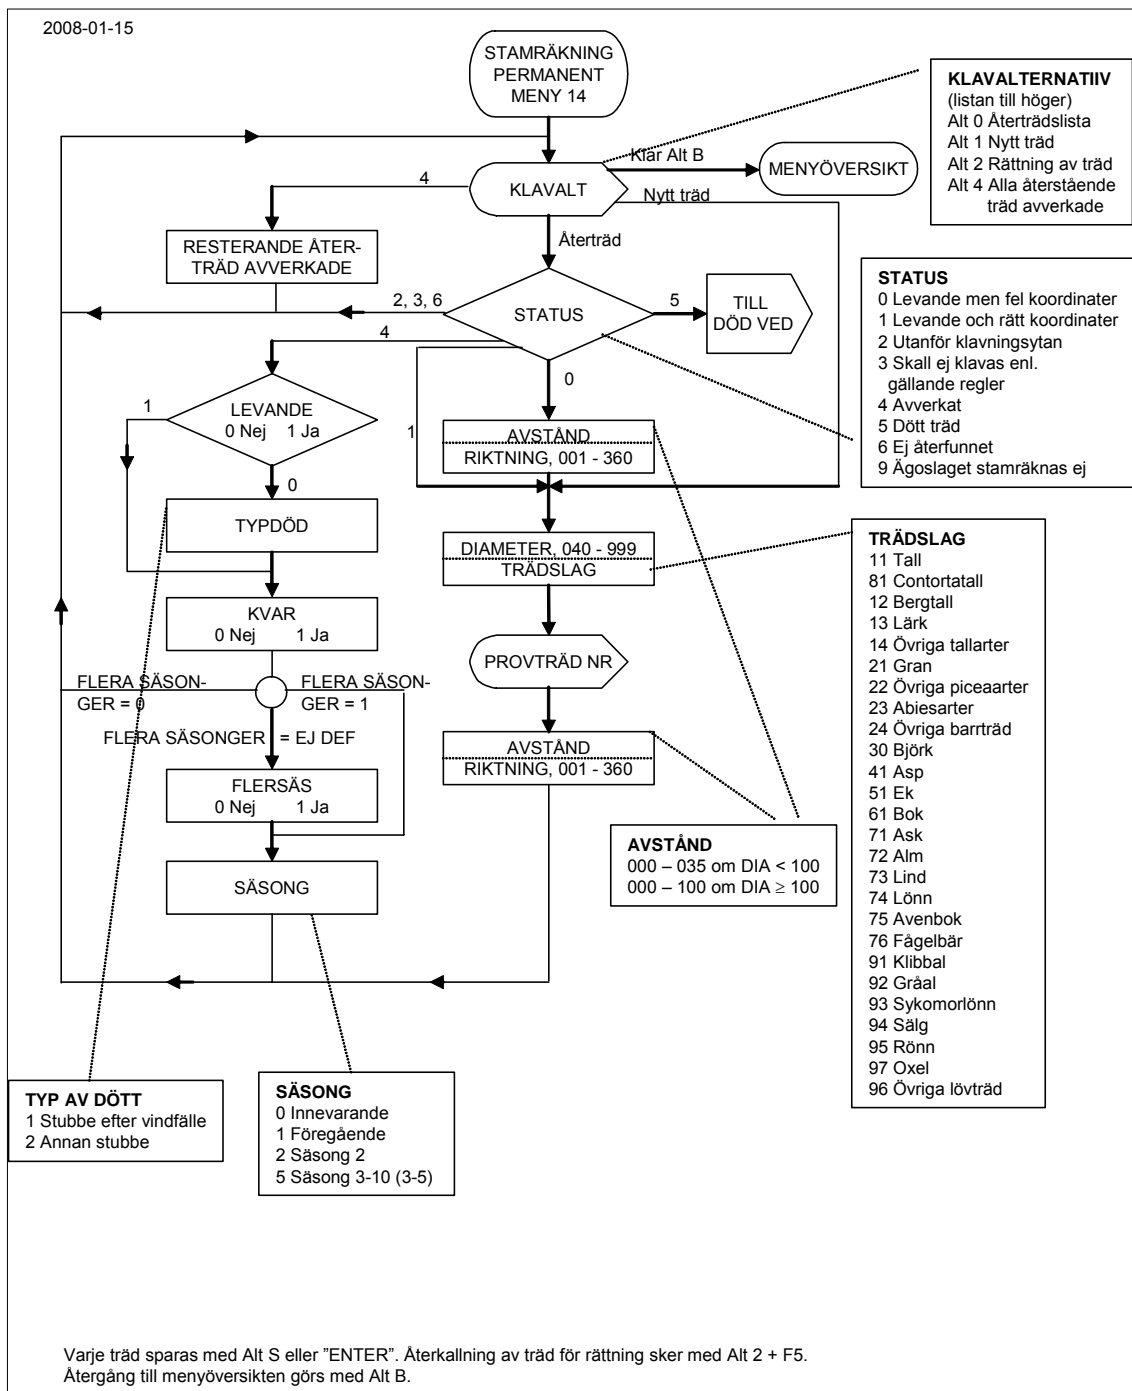 2008-01-15
STAMRÄKNING
PERMANENT
MENY 14
KLAVALTERNATIIV
(listan till höger)
Alt 0 Återträdslista
Alt 1 Nytt träd
Alt 2 Rättning av träd
Alt 4 Alla återstående
träd avverkade
Klar Alt B
MENYÖVERSIKT
4
KLAVALT
Nytt träd
Återträd
RESTERANDE ÅTER-
TRÄD AVVERKADE
2, 3, 6
STATUS
5
TILL
DÖD VED
4
0
1
STATUS
0 Levande men fel koordinater
1 Levande och rätt koordinater
2 Utanför klavningsytan
3 Skall ej klavas enl.
gällande regler
4 Avverkat
5 Dött träd
6 Ej återfunnet
9 Ägoslaget stamräknas ej
1
LEVANDE
0 Nej 1 Ja
0
AVSTÅND
RIKTNING, 001 - 360
TYPDÖD
DIAMETER, 040 - 999
TRÄDSLAG
KVAR
0 Nej 1 Ja
PROVTRÄD NR
FLERA SÄSON-
GER = 0
FLERA SÄSON-
GER = 1
FLERA SÄSONGER = EJ DEF
AVSTÅND
RIKTNING, 001 - 360
FLERSÄS
0 Nej 1 Ja
SÄSONG
TRÄDSLAG
11 Tall
81 Contortatall
12 Bergtall
13 Lärk
14 Övriga tallarter
21 Gran
22 Övriga piceaarter
23 Abiesarter
24 Övriga barrträd
30 Björk
41 Asp
51 Ek
61 Bok
71 Ask
72 Alm
73 Lind
74 Lönn
75 Avenbok
76 Fågelbär
91 Klibbal
92 Gråal
93 Sykomorlönn
94 Sälg
95 Rönn
97 Oxel
96 Övriga lövträd
AVSTÅND
000 – 035 om DIA < 100
000 – 100 om DIA ≥ 100
TYP AV DÖTT
1 Stubbe efter vindfälle
2 Annan stubbe
SÄSONG
0 Innevarande
1 Föregående
2 Säsong 2
5 Säsong 3-10 (3-5)
Varje träd sparas med Alt S eller ”ENTER”. Återkallning av träd för rättning sker med Alt 2 + F5.
Återgång till menyöversikten görs med Alt B.